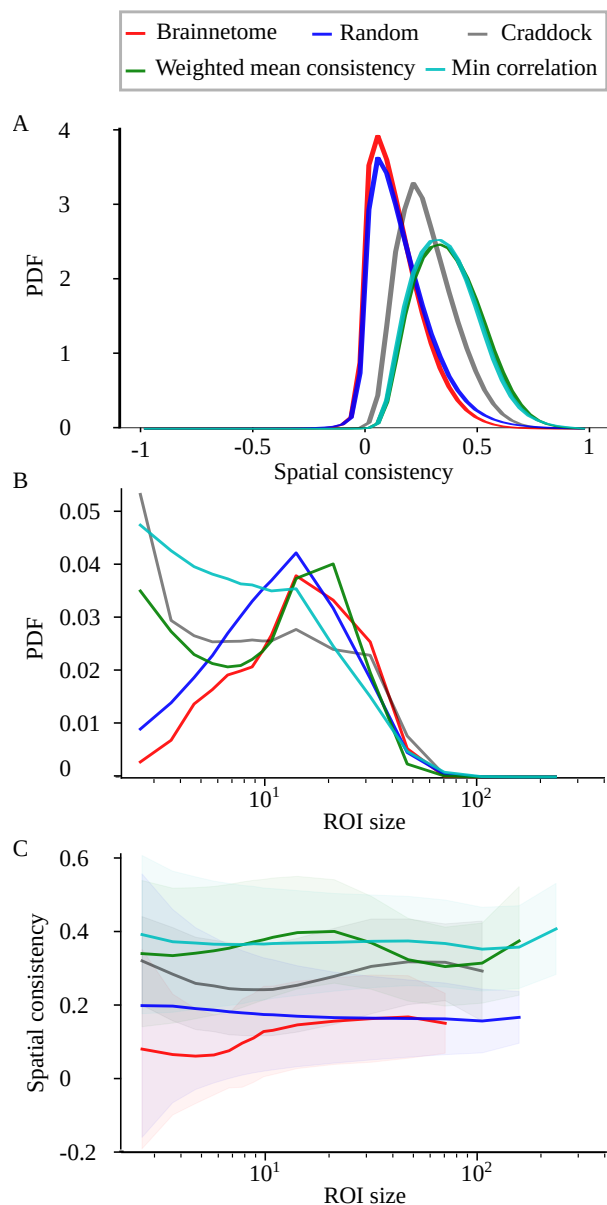 Brainnetome Random Craddock
Weighted mean consistency Min correlation
A
4
3
2
1
0
PDF
-1 -0.5 0 0.5 1
Spatial consistency
B
0.05
0.04
0.03
0.02
0.01
0
PDF
10¹ 10²
ROI size
C
0.6
0.4
0.2
0
-0.2
Spatial consistency
10¹ 10²
ROI size